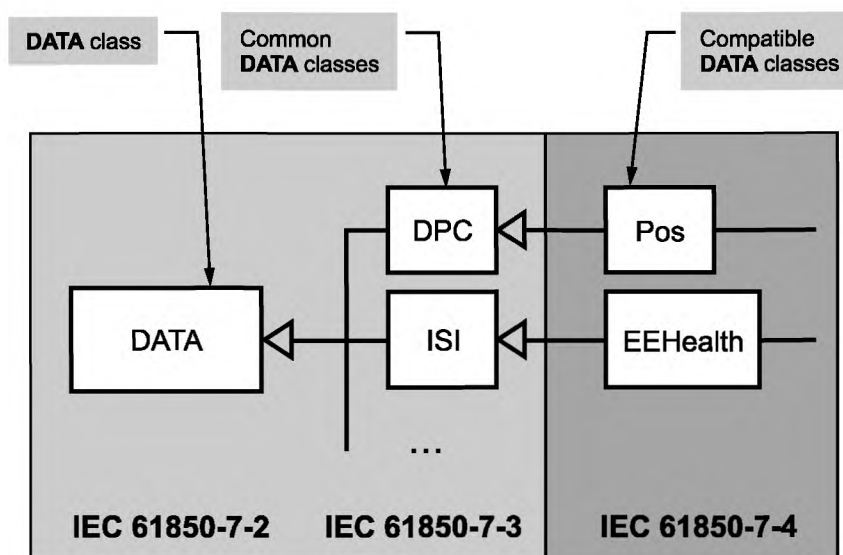 DATA class
Common
DATA classes
Compatible
DATA classes
DPC
Pos
DATA
ISI
EEHealth
...
IEC 61850-7-2
IEC 61850-7-3
IEC 61850-7-4